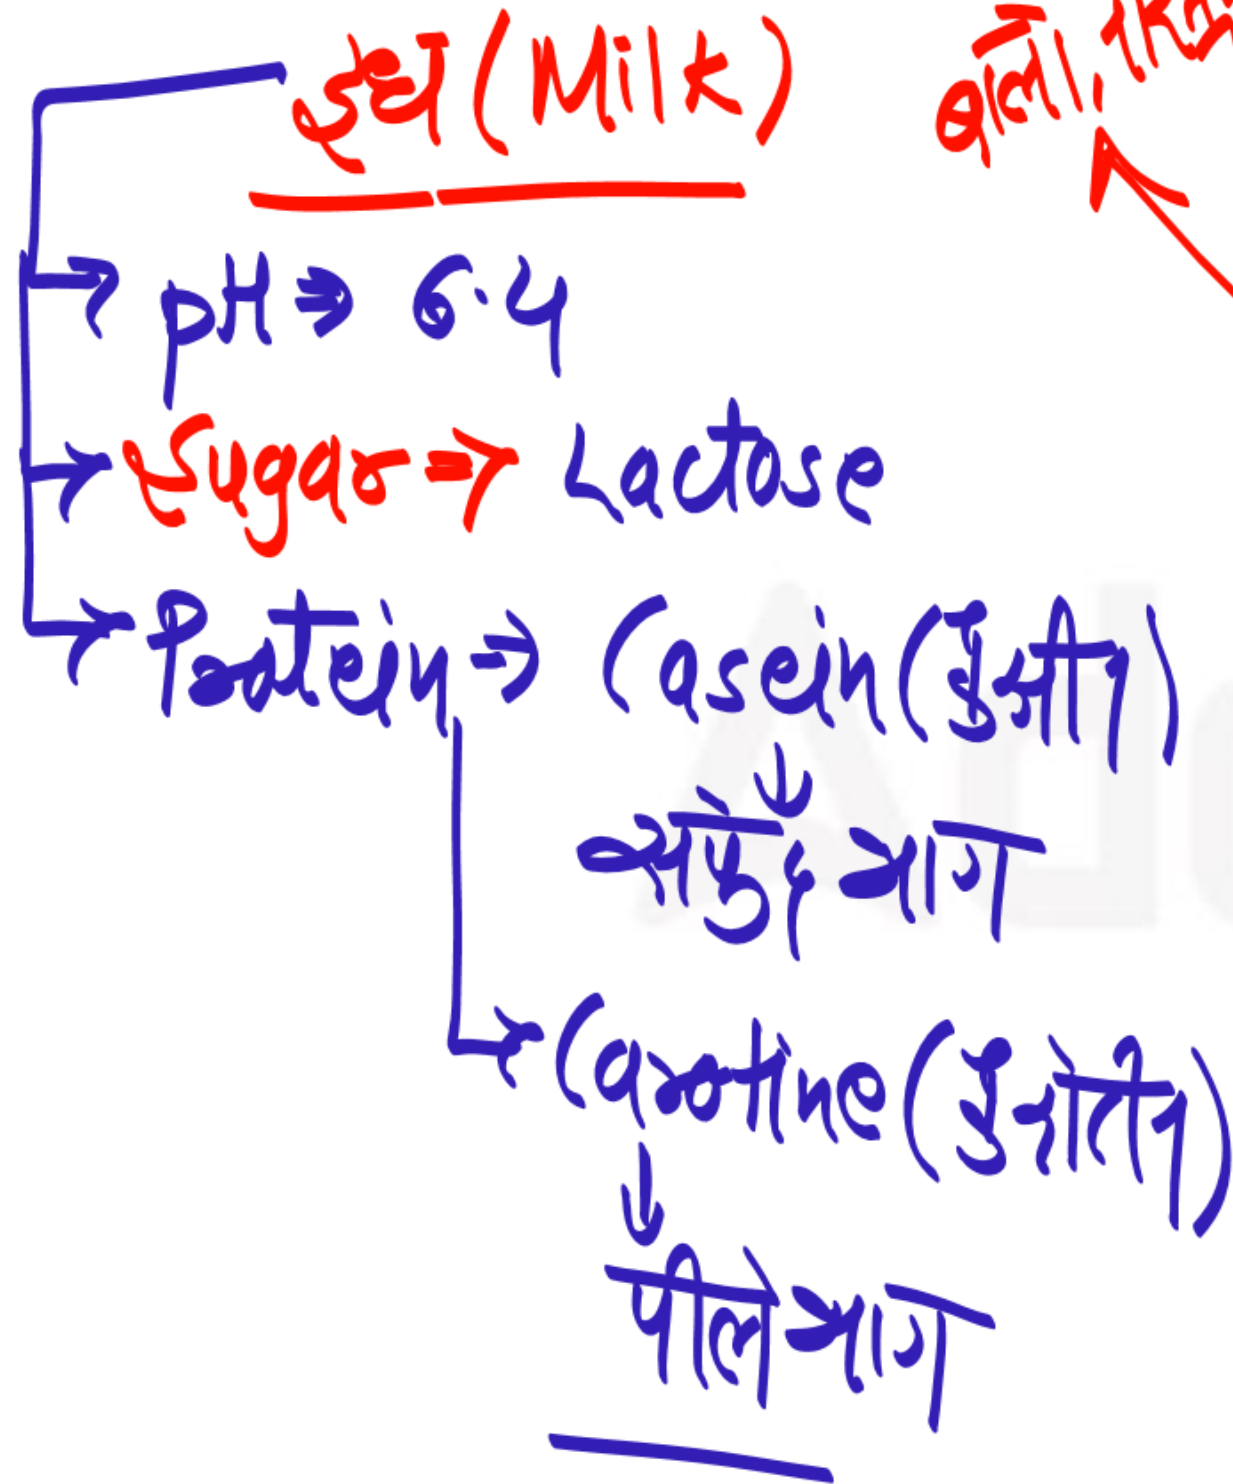 दूध (Milk)
बालों,
pH ⇒ 6.4
Sugar ⇒ Lactose
Protein → Casein (कैसीन)
सफेद भाग
Carotine (कैरोतीन)
पीले भाग